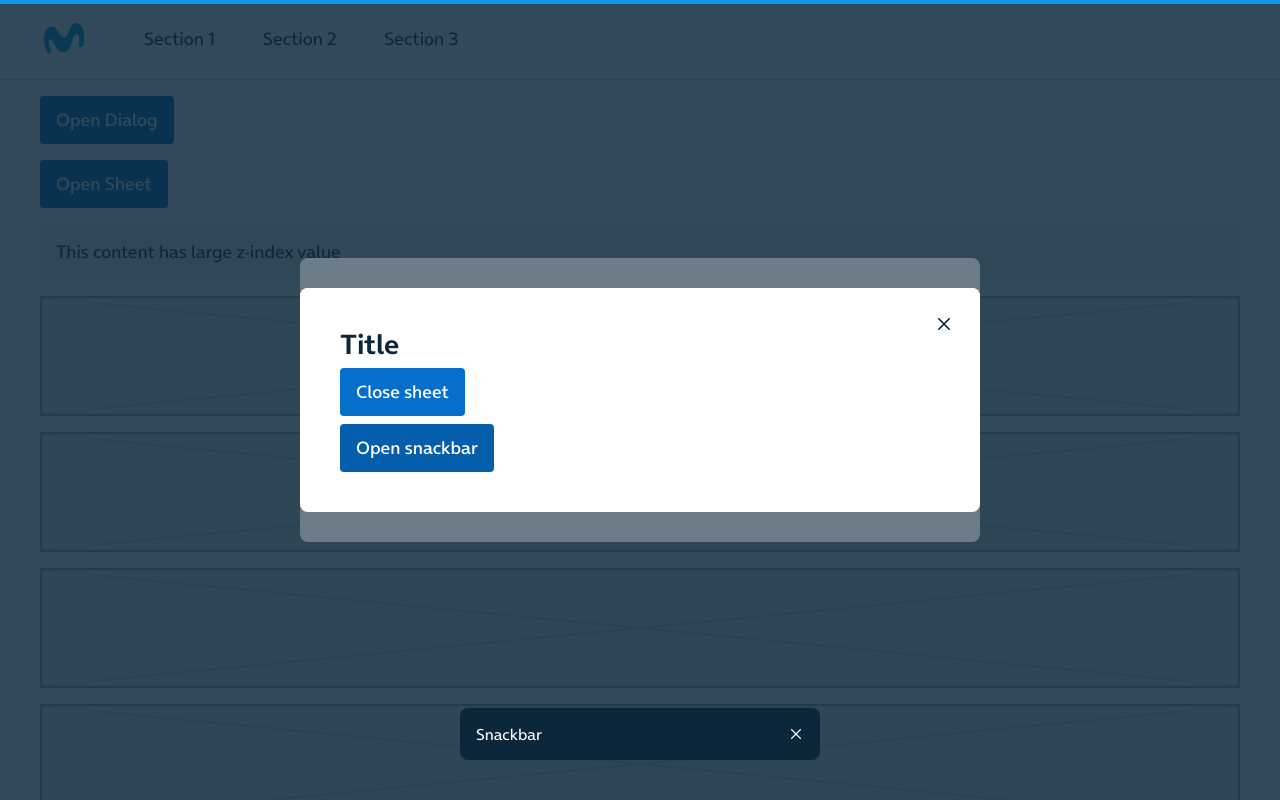 Section 1
Section 2
Section 3
Open Dialog
Open Sheet
This content has large z-index value
Title
Close sheet
Open snackbar
Snackbar